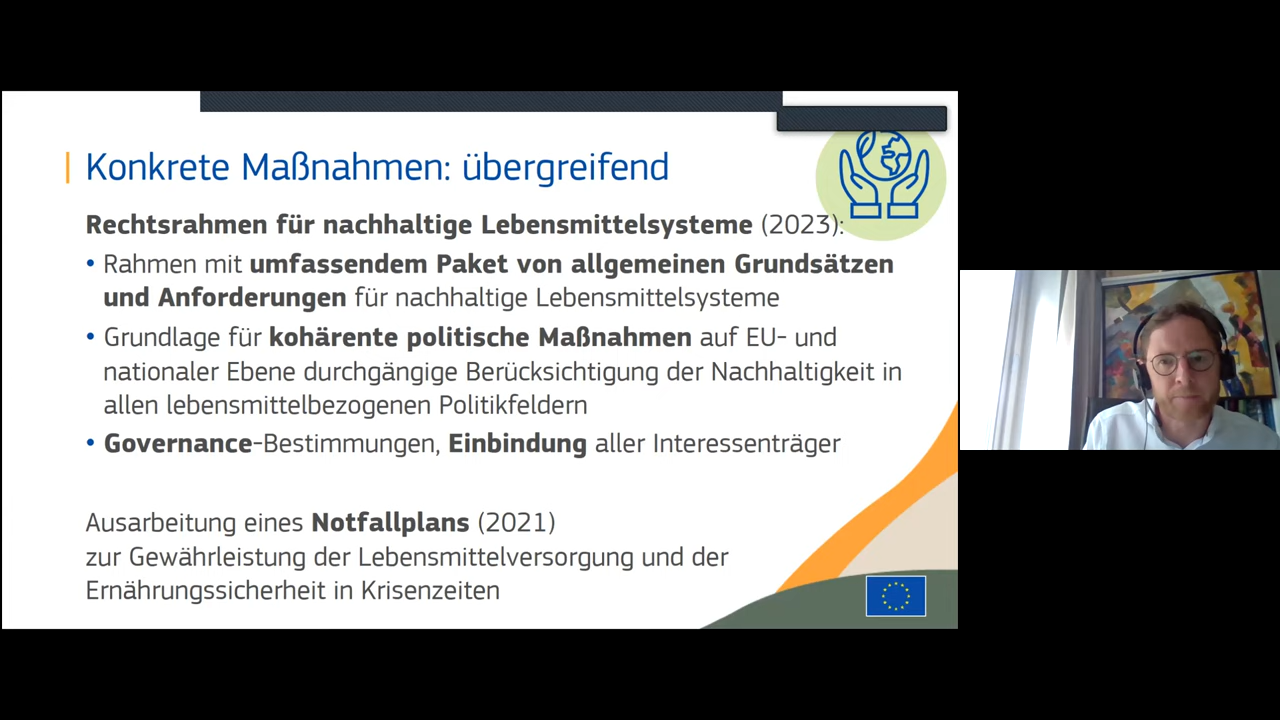 Konkrete Maßnahmen: übergreifend
Rechtsrahmen für nachhaltige Lebensmittelsysteme (2023):
• Rahmen mit umfassendem Paket von allgemeinen Grundsätzen
und Anforderungen für nachhaltige Lebensmittelsysteme
• Grundlage für kohärente politische Maßnahmen auf EU- und
nationaler Ebene durchgängige Berücksichtigung der Nachhaltigkeit in
allen lebensmittelbezogenen Politikfeldern
• Governance-Bestimmungen, Einbindung aller Interessenträger
Ausarbeitung eines Notfallplans (2021)
zur Gewährleistung der Lebensmittelversorgung und der
Ernährungssicherheit in Krisenzeiten